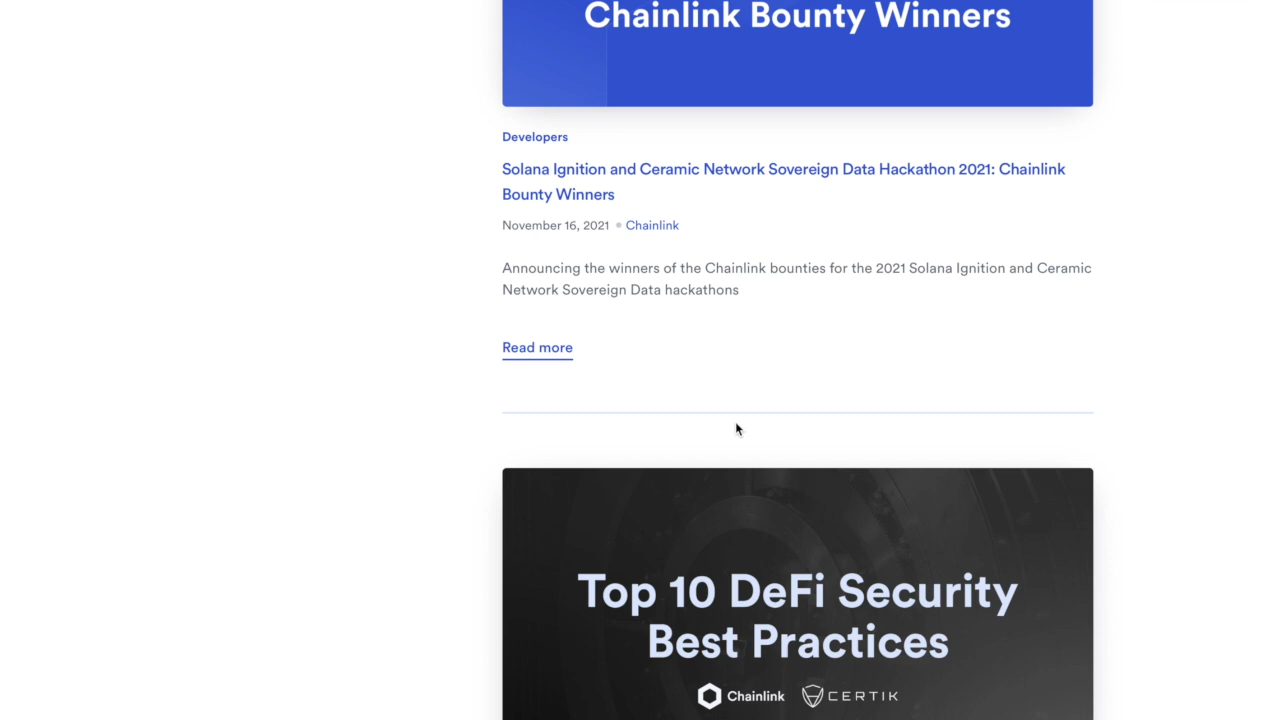 Chainlink Bounty Winners
Developers
Solana Ignition and Ceramic Network Sovereign Data Hackathon 2021: Chainlink
Bounty Winners
November 16, 2021 • Chainlink
Announcing the winners of the Chainlink bounties for the 2021 Solana Ignition and Ceramic
Network Sovereign Data hackathons
Read more
Top 10 DeFi Security
Best Practices
Chainlink CERTIK